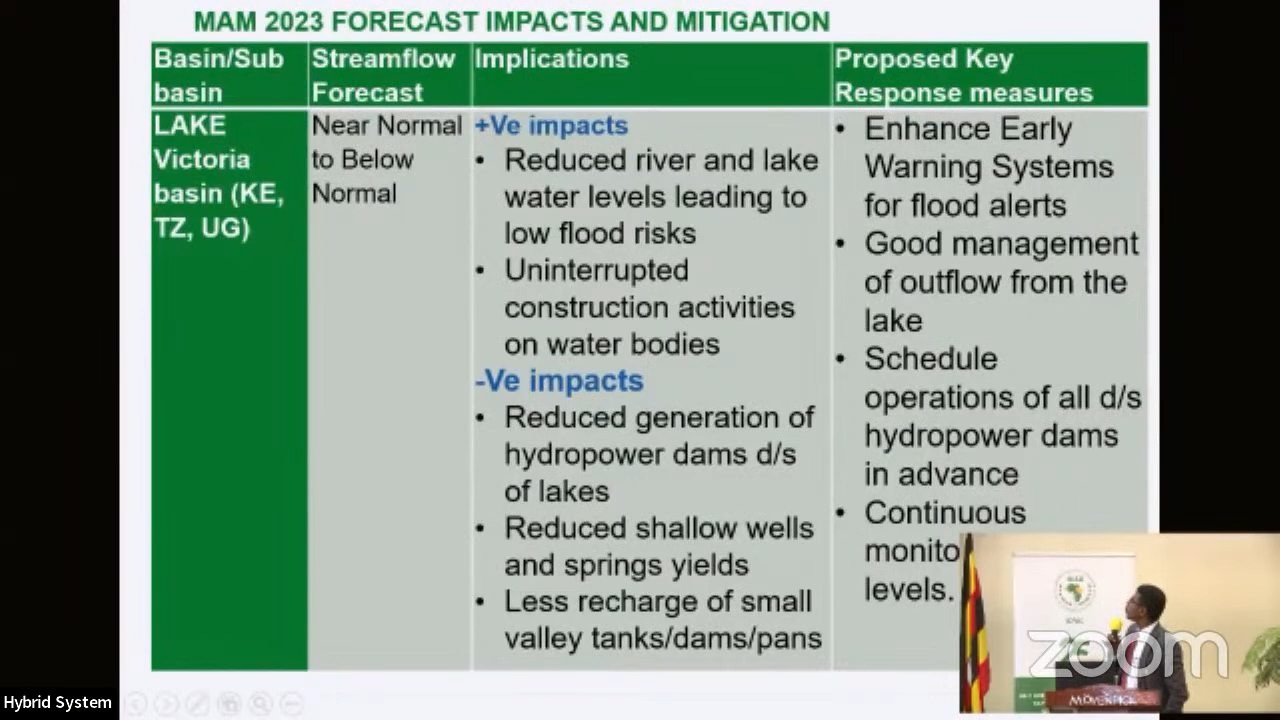 MAM 2023 FORECAST IMPACTS AND MITIGATION
Basin/Sub basin
Streamflow Forecast
Implications
Proposed Key Response measures
LAKE
Victoria
basin (KE,
TZ, UG)
Near Normal
to Below
Normal
+Ve impacts
• Reduced river and lake
water levels leading to
low flood risks
• Uninterrupted
construction activities
on water bodies
-Ve impacts
• Reduced generation of
hydropower dams d/s
of lakes
• Reduced shallow wells
and springs yields
• Less recharge of small
valley tanks/dams/pans
• Enhance Early
Warning Systems
for flood alerts
• Good management
of outflow from the
lake
• Schedule
operations of all d/s
hydropower dams
in advance
• Continuous
monito
levels.
zoom
MÖVENPICK
Hybrid System